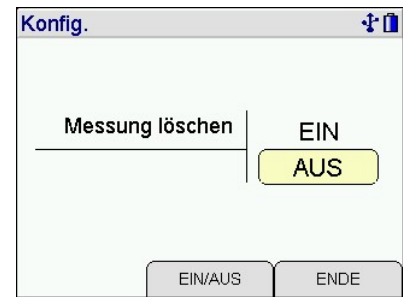 Konfig.
Messung löschen
EIN
AUS
EIN/AUS
ENDE